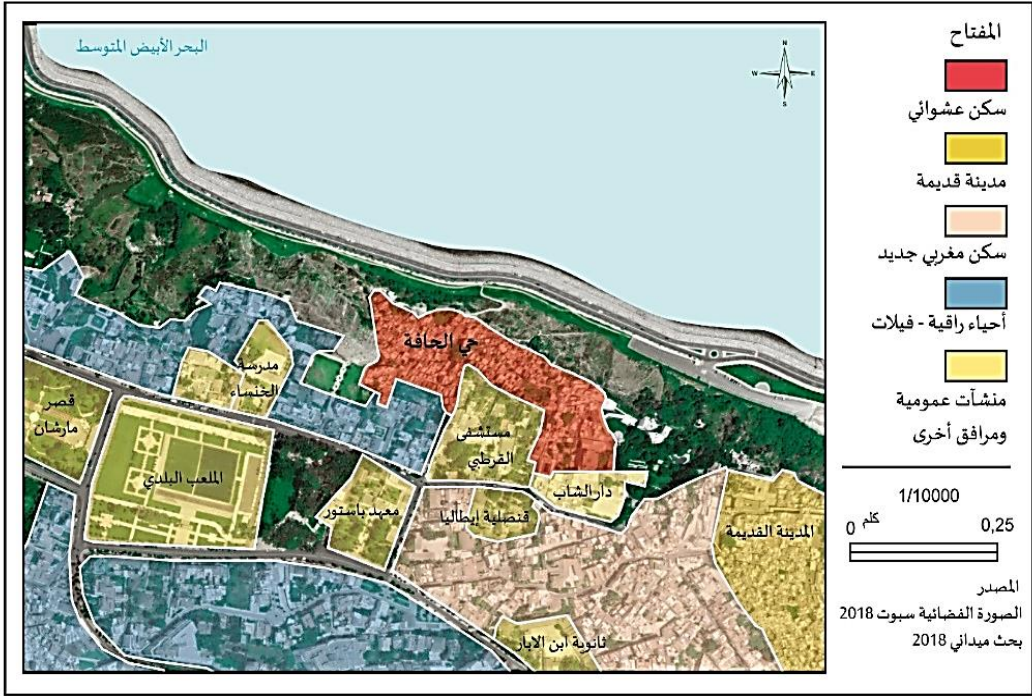 البحر الأبيض المتوسط
N
W E
S
حي الحافة
مدرسة
الخنساء
قصر
مارشان
مستشفى
القرطبي
الملعب البلدي
دار الشاب
معهد باستور
قنصلية إيطاليا
المدينة القديمة
ثانوية ابن الابار
المفتاح
سكن عشوائي
مدينة قديمة
سكن مغربي جديد
أحياء راقية - فيلات
منشآت عمومية
ومرافق أخرى
1/10000
0 كلم 0,25
المصدر
الصورة الفضائية سبوت 2018
بحث ميداني 2018